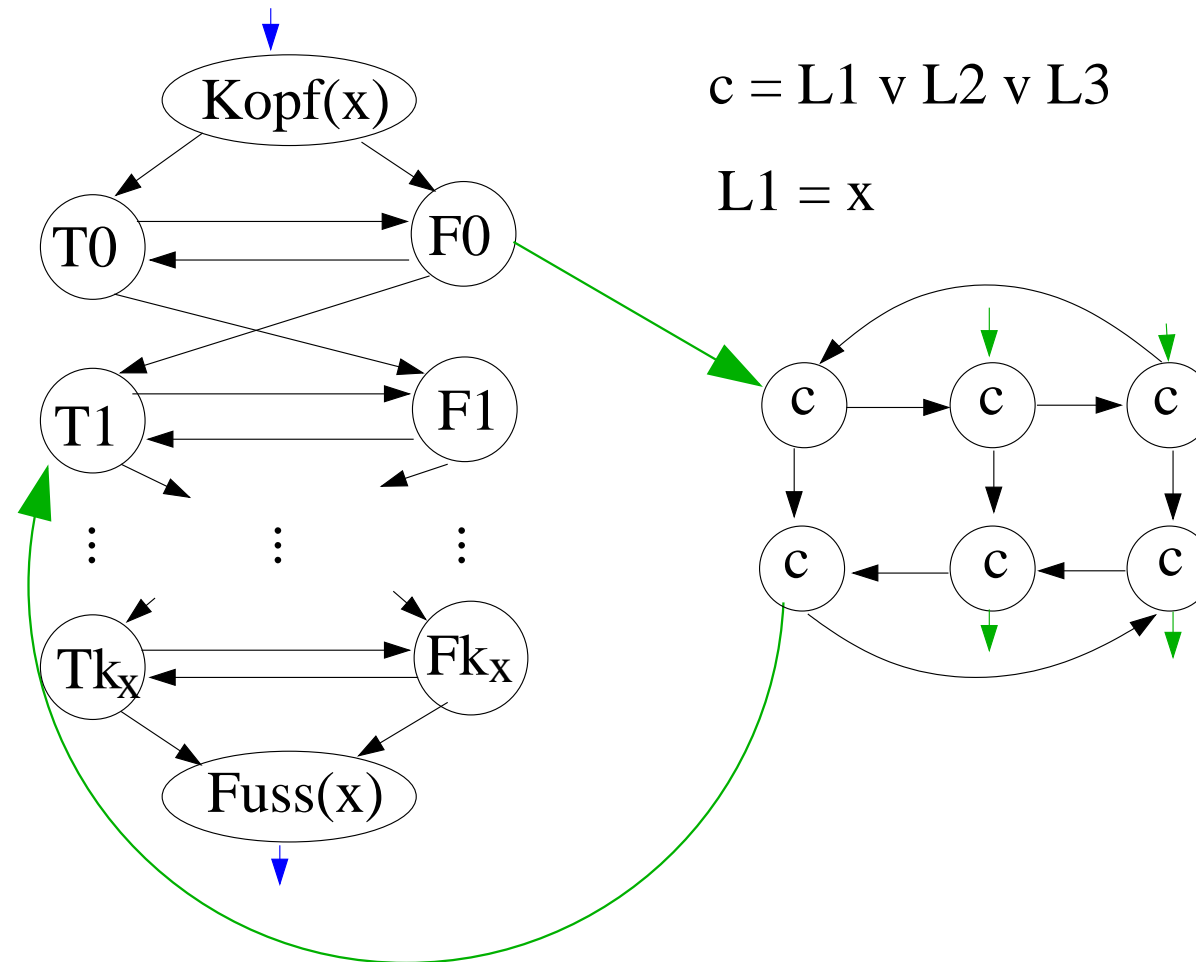 Kopf(x)
c = L1 v L2 v L3
L1 = x
T0 F0
T1 F1
c c c
⋮ ⋮ ⋮
c c c
Tkx Fkx
Fuss(x)